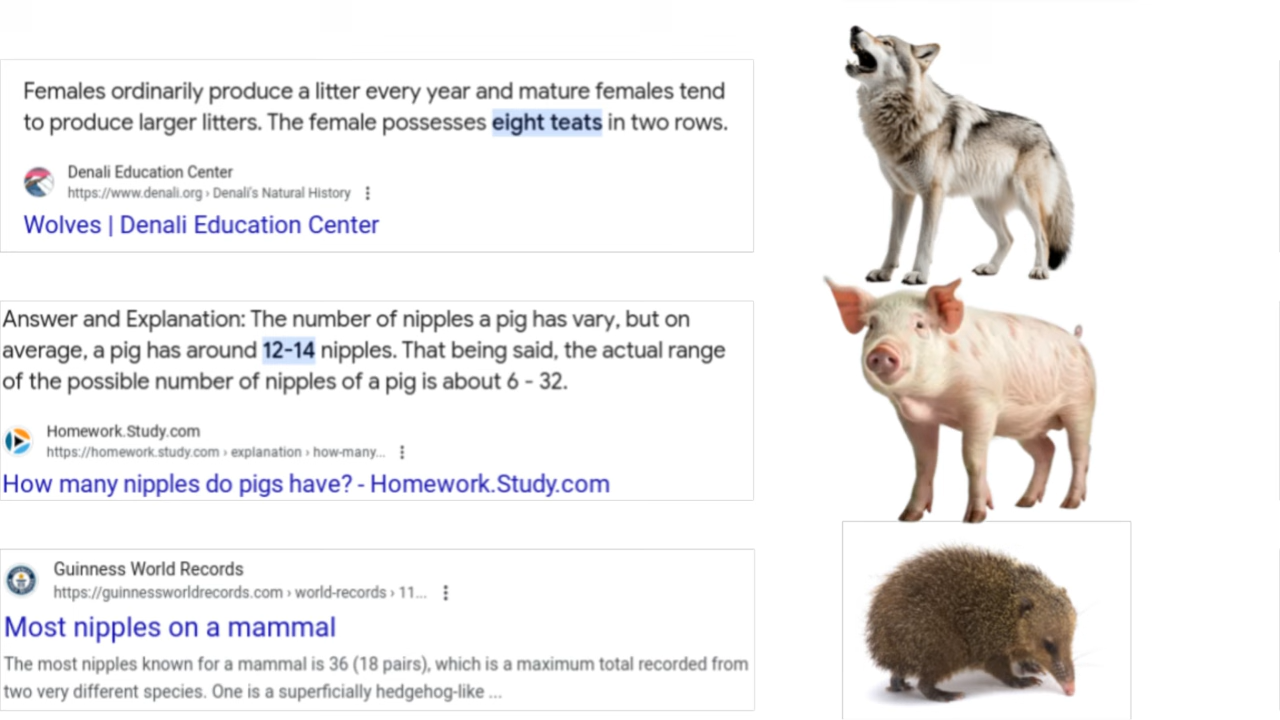 Females ordinarily produce a litter every year and mature females tend
to produce larger litters. The female possesses eight teats in two rows.
Denali Education Center
https://www.denali.org › Denali's Natural History
Wolves | Denali Education Center
Answer and Explanation: The number of nipples a pig has vary, but on
average, a pig has around 12-14 nipples. That being said, the actual range
of the possible number of nipples of a pig is about 6 - 32.
Homework.Study.com
https://homework.study.com › explanation › how-many...
How many nipples do pigs have? - Homework.Study.com
Guinness World Records
https://guinnessworldrecords.com › world-records › 11...
Most nipples on a mammal
The most nipples known for a mammal is 36 (18 pairs), which is a maximum total recorded from
two very different species. One is a superficially hedgehog-like ...